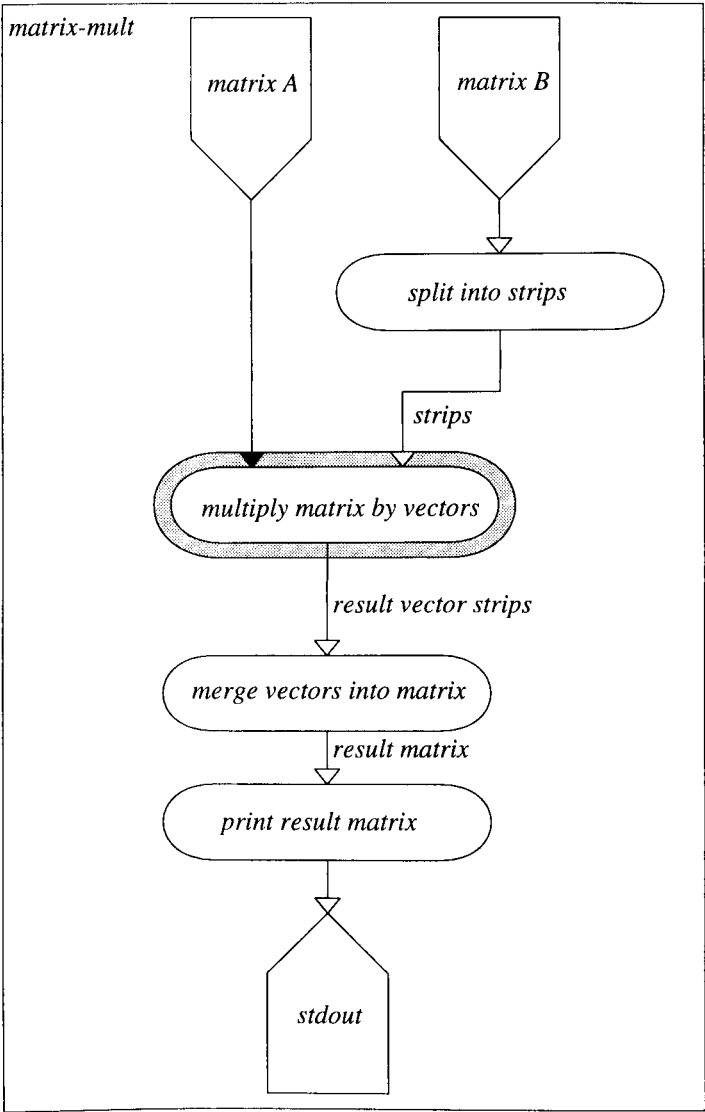 matrix-mult
matrix A
matrix B
split into strips
strips
multiply matrix by vectors
result vector strips
merge vectors into matrix
result matrix
print result matrix
stdout